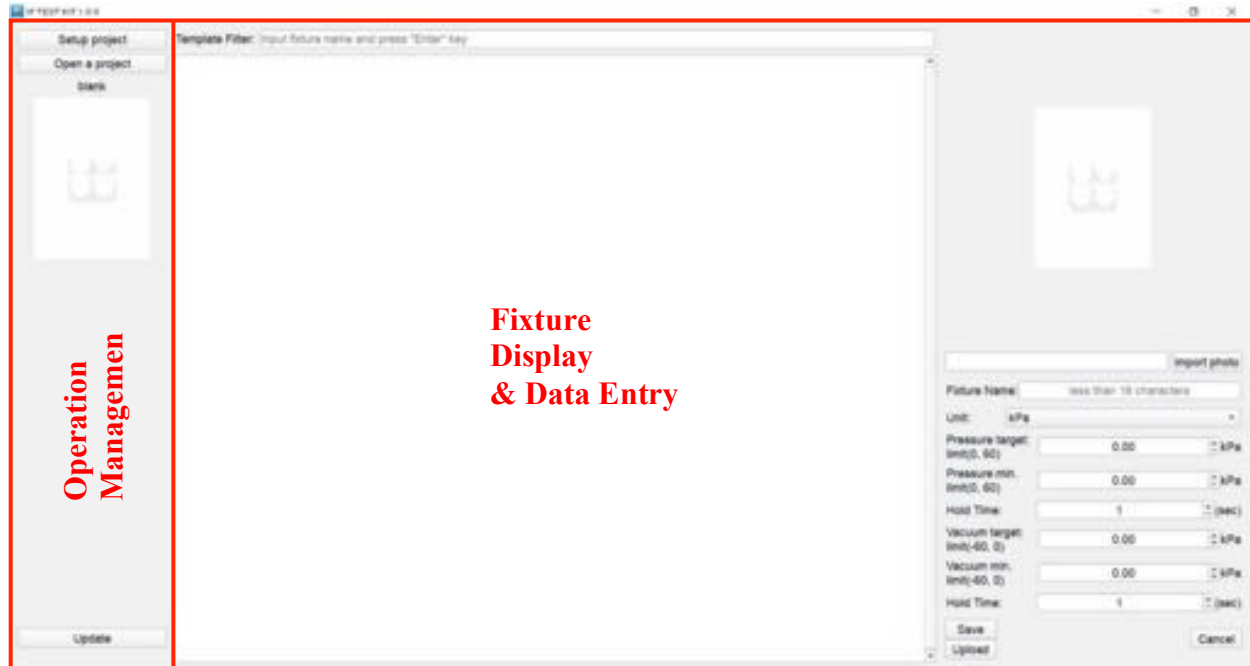 Setup project
Open a project
blank
Template Filter: Input fixture name and press "Enter" key
Operation
Managemen
Fixture
Display
& Data Entry
import photo
Fixture Name: less than 16 characters
Unit: kPa
Pressure target: 0.00 kPa
limit(0, 60)
Pressure min. 0.00 kPa
limit(0, 60)
Hold Time: 1 (sec)
Vacuum target: 0.00 kPa
limit(-60, 0)
Vacuum min. 0.00 kPa
limit(-60, 0)
Hold Time: 1 (sec)
Save
Upload
Cancel
Update